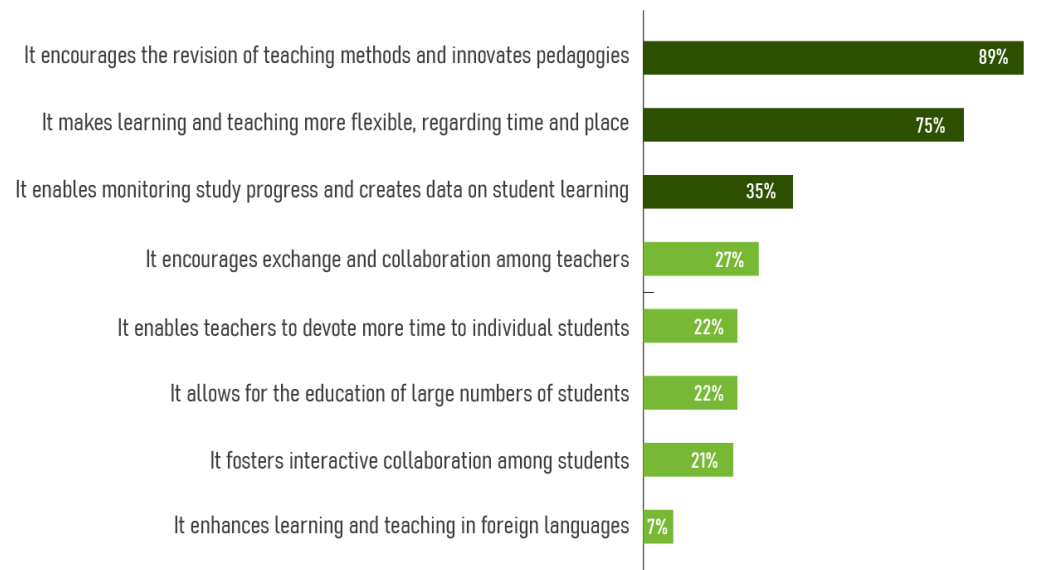 It encourages the revision of teaching methods and innovates pedagogies 89%
It makes learning and teaching more flexible, regarding time and place 75%
It enables monitoring study progress and creates data on student learning 35%
It encourages exchange and collaboration among teachers 27%
It enables teachers to devote more time to individual students 22%
It allows for the education of large numbers of students 22%
It fosters interactive collaboration among students 21%
It enhances learning and teaching in foreign languages 7%